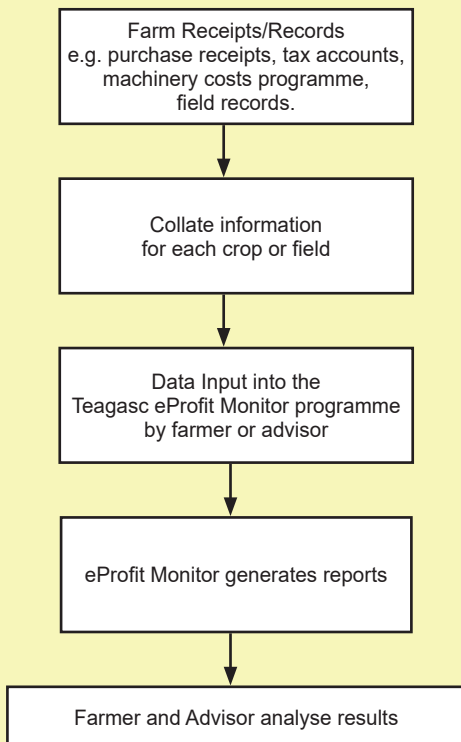 Farm Receipts/Records
e.g. purchase receipts, tax accounts,
machinery costs programme,
field records.
Collate information
for each crop or field
Data Input into the
Teagasc eProfit Monitor programme
by farmer or advisor
eProfit Monitor generates reports
Farmer and Advisor analyse results